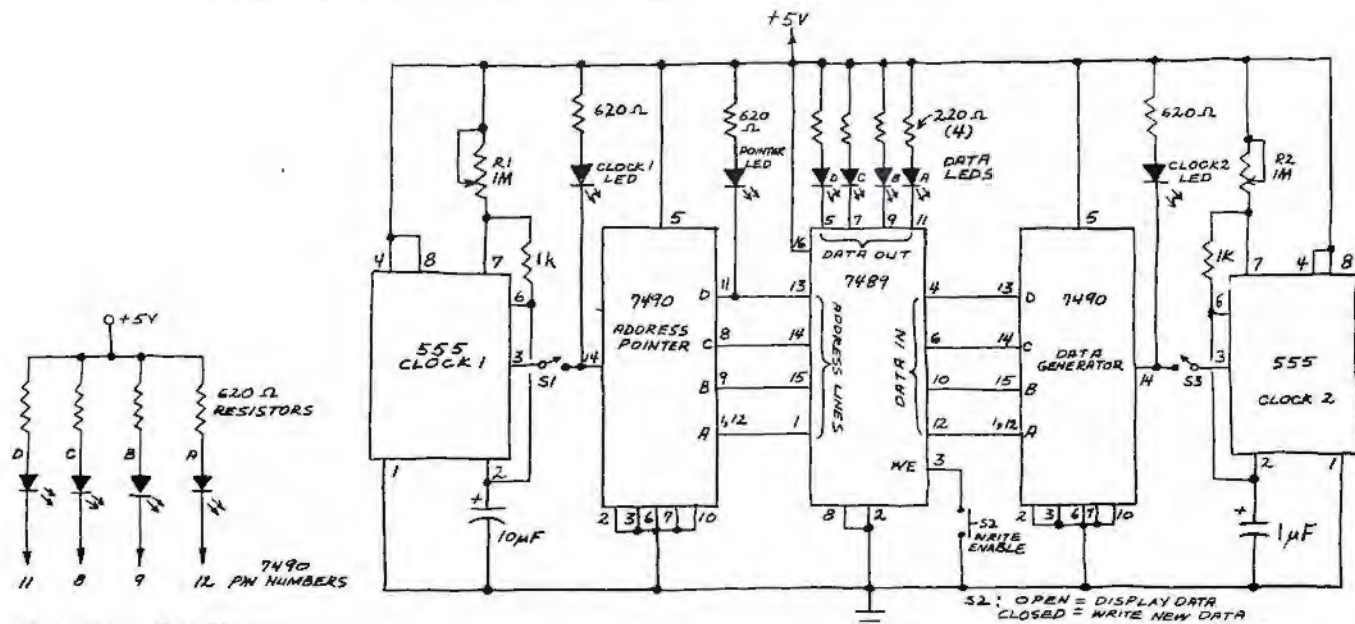 +5V
620 Ω
RESISTORS
D
C
B
A
11
8
9
12
7490
PIN NUMBERS
+5V
R1
1M
620Ω
CLOCK 1
LED
620
Ω
POINTER
LED
220 Ω
(4)
DATA
LEDS
D
C
B
A
620Ω
CLOCK 2
LED
R2
1M
4
8
7
1k
6
3
555
CLOCK 1
S1
1
2
+
10µF
5
14
7490
ADDRESS
POINTER
D
C
B
A
11
8
9
1,12
2
3
6
7
10
16
5
7
9
11
DATA OUT
7489
13
14
15
1
ADDRESS LINES
DATA IN
4
6
10
12
WE
3
8
2
S2
WRITE
ENABLE
5
13
14
15
1,12
D
C
B
A
7490
DATA
GENERATOR
14
2
3
6
7
10
S3
1K
7
4
8
6
3
555
CLOCK 2
2
1
+
1µF
S2: OPEN = DISPLAY DATA
CLOSED = WRITE NEW DATA